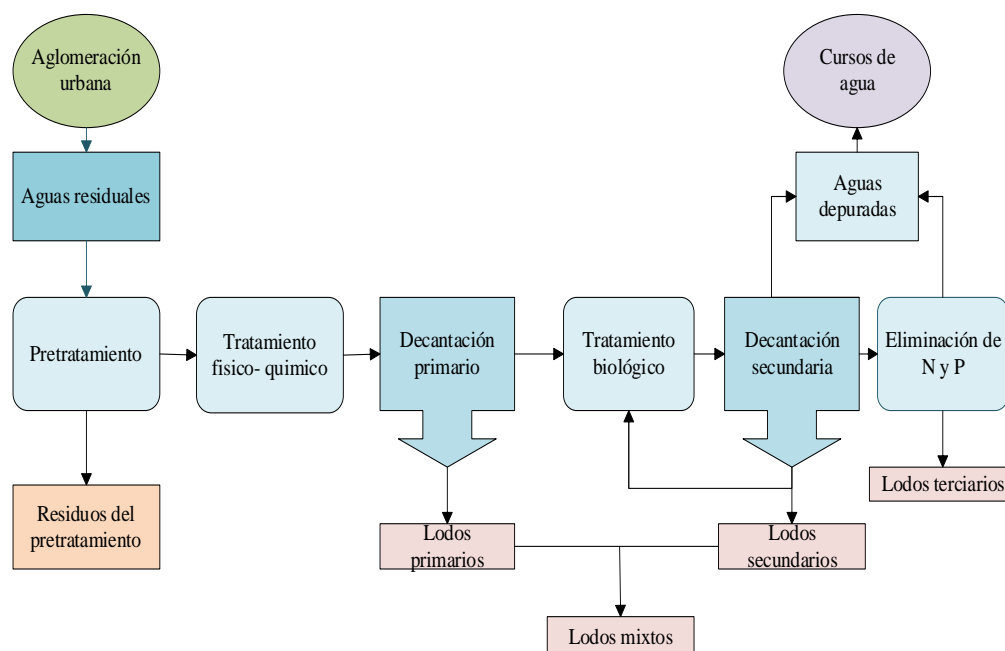 Aglomeración
urbana
Cursos de
agua
Aguas residuales
Aguas
depuradas
Pretratamiento
Tratamiento
fisico- quimico
Decantación
primario
Tratamiento
biológico
Decantación
secundaria
Eliminación de
N y P
Residuos del
pretratamiento
Lodos
primarios
Lodos
secundarios
Lodos terciarios
Lodos mixtos